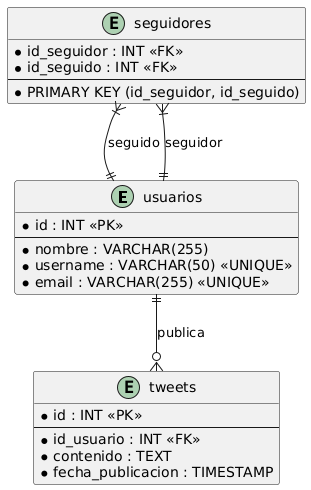 E seguidores
id_seguidor : INT «FK»
id_seguido : INT «FK»
PRIMARY KEY (id_seguidor, id_seguido)
seguido seguidor
E usuarios
id : INT «PK»
nombre : VARCHAR(255)
username : VARCHAR(50) «UNIQUE»
email : VARCHAR(255) «UNIQUE»
publica
E tweets
id : INT «PK»
id_usuario : INT «FK»
contenido : TEXT
fecha_publicacion : TIMESTAMP